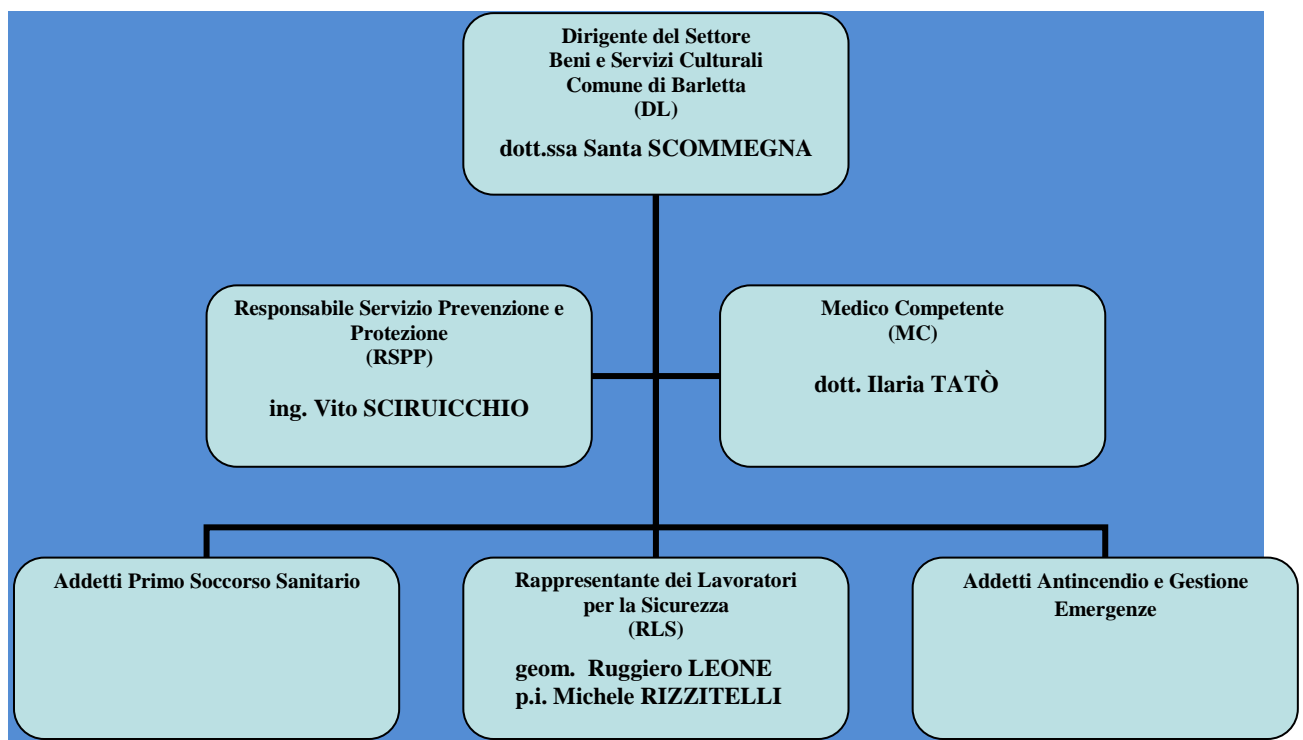 Dirigente del Settore
Beni e Servizi Culturali
Comune di Barletta
(DL)
dott.ssa Santa SCOMMEGNA
Responsabile Servizio Prevenzione e
Protezione
(RSPP)
ing. Vito SCIRUICCHIO
Medico Competente
(MC)
dott. Ilaria TATÒ
Addetti Primo Soccorso Sanitario
Rappresentante dei Lavoratori
per la Sicurezza
(RLS)
geom. Ruggiero LEONE
p.i. Michele RIZZITELLI
Addetti Antincendio e Gestione
Emergenze